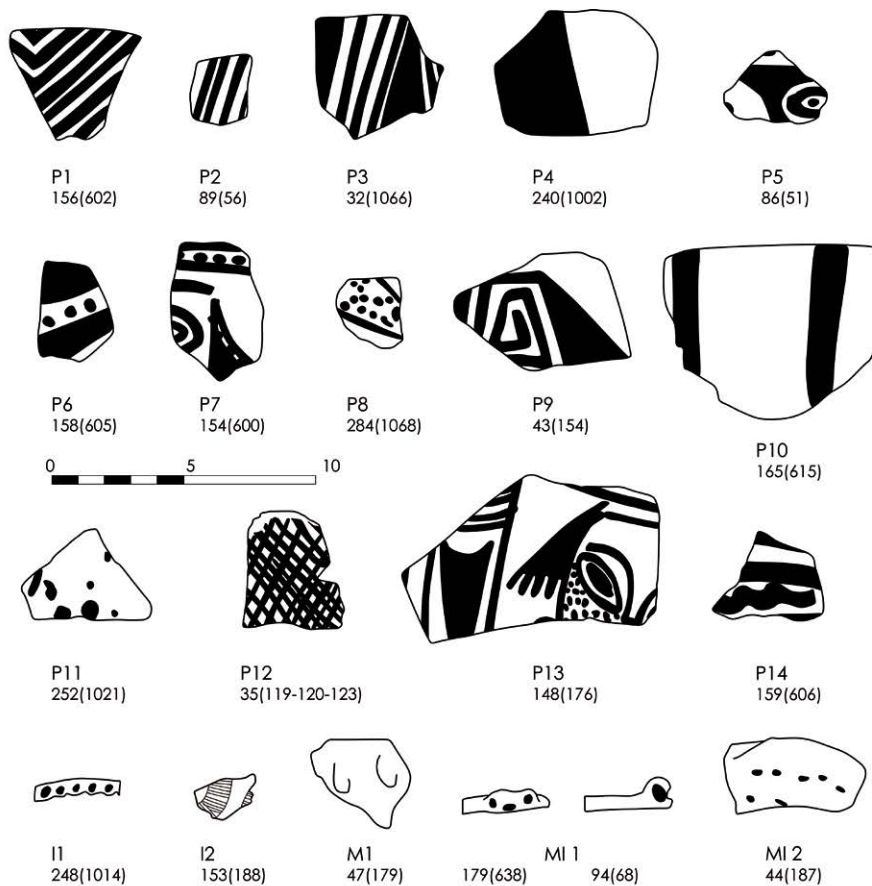 P1 P2 P3 P4 P5
156(602) 89(56) 32(1066) 240(1002) 86(51)
P6 P7 P8 P9
158(605) 154(600) 284(1068) 43(154)
P10
165(615)
0 5 10
P11 P12 P13 P14
252(1021) 35(119-120-123) 148(176) 159(606)
I1 I2 M1 MI 1 MI 2
248(1014) 153(188) 47(179) 179(638) 94(68) 44(187)